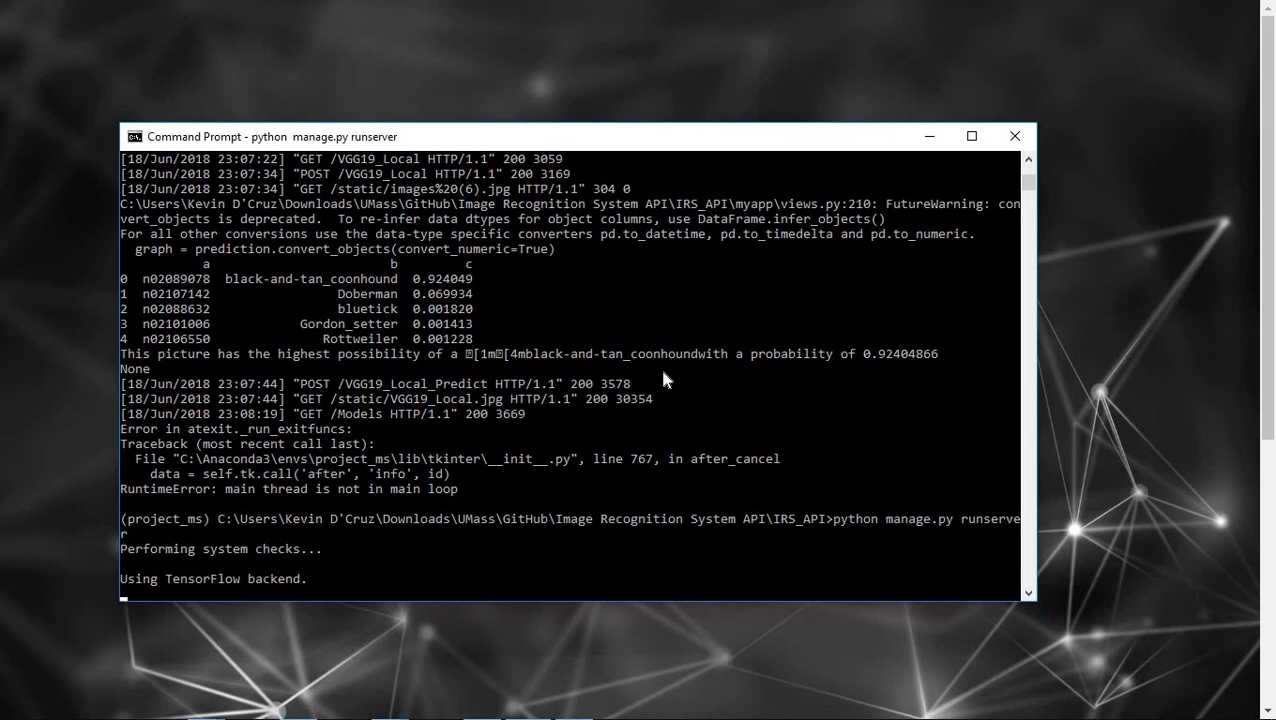 Command Prompt - python  manage.py runserver
[18/Jun/2018 23:07:22] "GET /VGG19_Local HTTP/1.1" 200 3059
[18/Jun/2018 23:07:34] "POST /VGG19_Local HTTP/1.1" 200 3169
[18/Jun/2018 23:07:34] "GET /static/images%20(6).jpg HTTP/1.1" 304 0
C:\Users\Kevin D'Cruz\Downloads\UMass\GitHub\Image Recognition System API\IRS_API\myapp\views.py:210: FutureWarning: con
vert_objects is deprecated.  To re-infer data dtypes for object columns, use DataFrame.infer_objects()
For all other conversions use the data-type specific converters pd.to_datetime, pd.to_timedelta and pd.to_numeric.
  graph = prediction.convert_objects(convert_numeric=True)
           a                        b         c
0  n02089078  black-and-tan_coonhound  0.924049
1  n02107142                 Doberman  0.069934
2  n02088632                 bluetick  0.001820
3  n02101006            Gordon_setter  0.001413
4  n02106550               Rottweiler  0.001228
This picture has the highest possibility of a [1m[4mblack-and-tan_coonhoundwith a probability of 0.92404866
None
[18/Jun/2018 23:07:44] "POST /VGG19_Local_Predict HTTP/1.1" 200 3578
[18/Jun/2018 23:07:44] "GET /static/VGG19_Local.jpg HTTP/1.1" 200 30354
[18/Jun/2018 23:08:19] "GET /Models HTTP/1.1" 200 3669
Error in atexit._run_exitfuncs:
Traceback (most recent call last):
  File "C:\Anaconda3\envs\project_ms\lib\tkinter\__init__.py", line 767, in after_cancel
    data = self.tk.call('after', 'info', id)
RuntimeError: main thread is not in main loop
(project_ms) C:\Users\Kevin D'Cruz\Downloads\UMass\GitHub\Image Recognition System API\IRS_API>python manage.py runserve
r
Performing system checks...
Using TensorFlow backend.